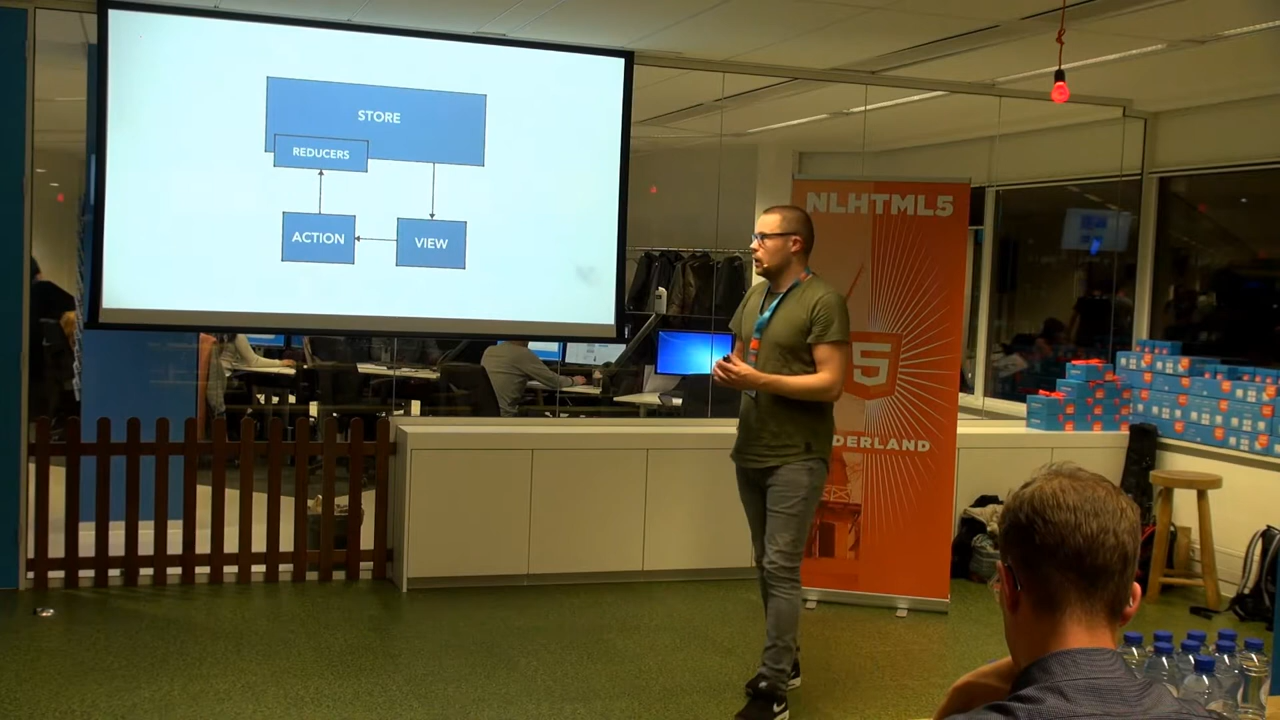 STORE
REDUCERS
ACTION
VIEW
NLHTML5
5
DERLAND